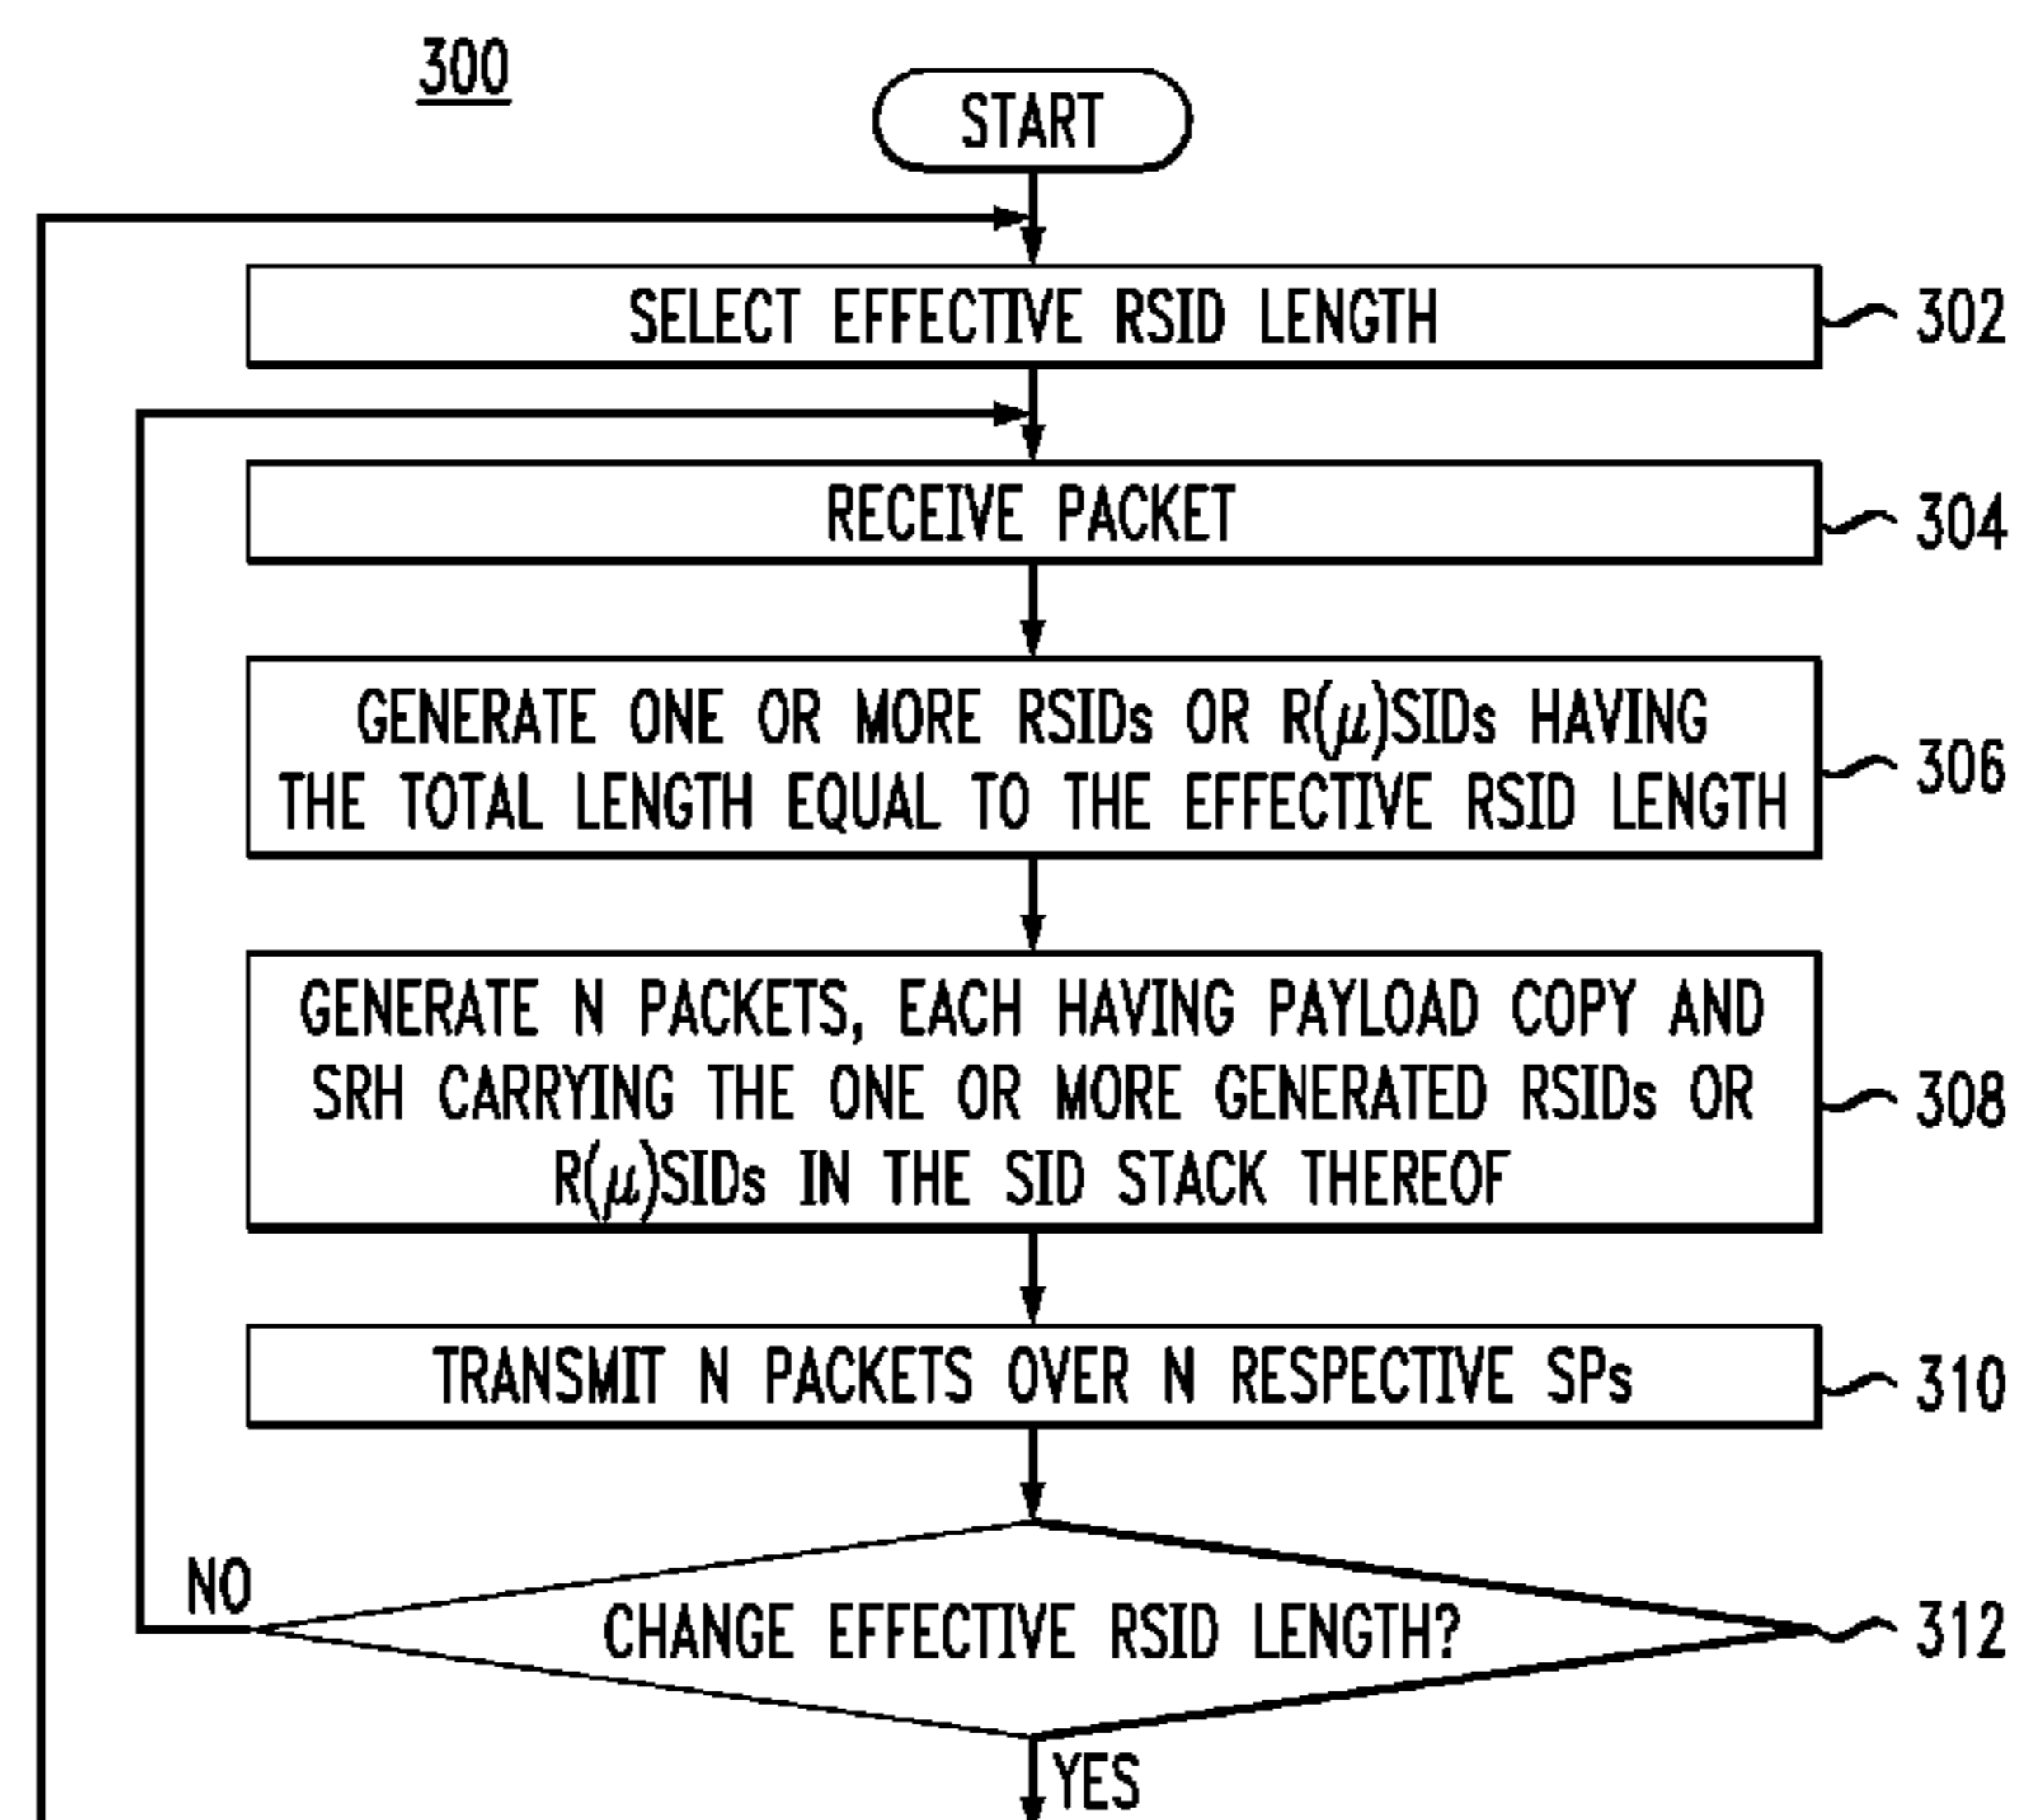 300
START
SELECT EFFECTIVE RSID LENGTH
302
RECEIVE PACKET
304
GENERATE ONE OR MORE RSIDs OR R(μ)SIDs HAVING
THE TOTAL LENGTH EQUAL TO THE EFFECTIVE RSID LENGTH
306
GENERATE N PACKETS, EACH HAVING PAYLOAD COPY AND
SRH CARRYING THE ONE OR MORE GENERATED RSIDs OR
R(μ)SIDs IN THE SID STACK THEREOF
308
TRANSMIT N PACKETS OVER N RESPECTIVE SPs
310
NO
CHANGE EFFECTIVE RSID LENGTH?
312
YES